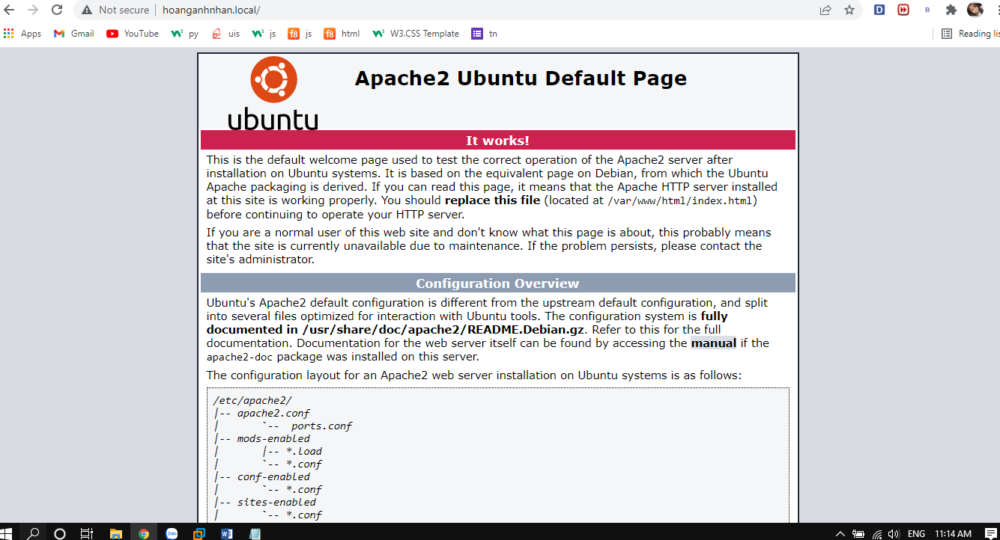 Not secure hoanganhnhan.local/
Apps Gmail YouTube py uis js f8 js f8 html W3.CSS Template tn Reading lis
ubuntu
Apache2 Ubuntu Default Page
It works!
This is the default welcome page used to test the correct operation of the Apache2 server after
installation on Ubuntu systems. It is based on the equivalent page on Debian, from which the Ubuntu
Apache packaging is derived. If you can read this page, it means that the Apache HTTP server installed
at this site is working properly. You should replace this file (located at /var/www/html/index.html)
before continuing to operate your HTTP server.
If you are a normal user of this web site and don't know what this page is about, this probably means
that the site is currently unavailable due to maintenance. If the problem persists, please contact the
site's administrator.
Configuration Overview
Ubuntu's Apache2 default configuration is different from the upstream default configuration, and split
into several files optimized for interaction with Ubuntu tools. The configuration system is fully
documented in /usr/share/doc/apache2/README.Debian.gz. Refer to this for the full
documentation. Documentation for the web server itself can be found by accessing the manual if the
apache2-doc package was installed on this server.
The configuration layout for an Apache2 web server installation on Ubuntu systems is as follows:
/etc/apache2/
|-- apache2.conf
|       `--  ports.conf
|-- mods-enabled
|       |-- *.load
|       `-- *.conf
|-- conf-enabled
|       `-- *.conf
|-- sites-enabled
|       `-- *.conf
Zalo ENG 11:14 AM